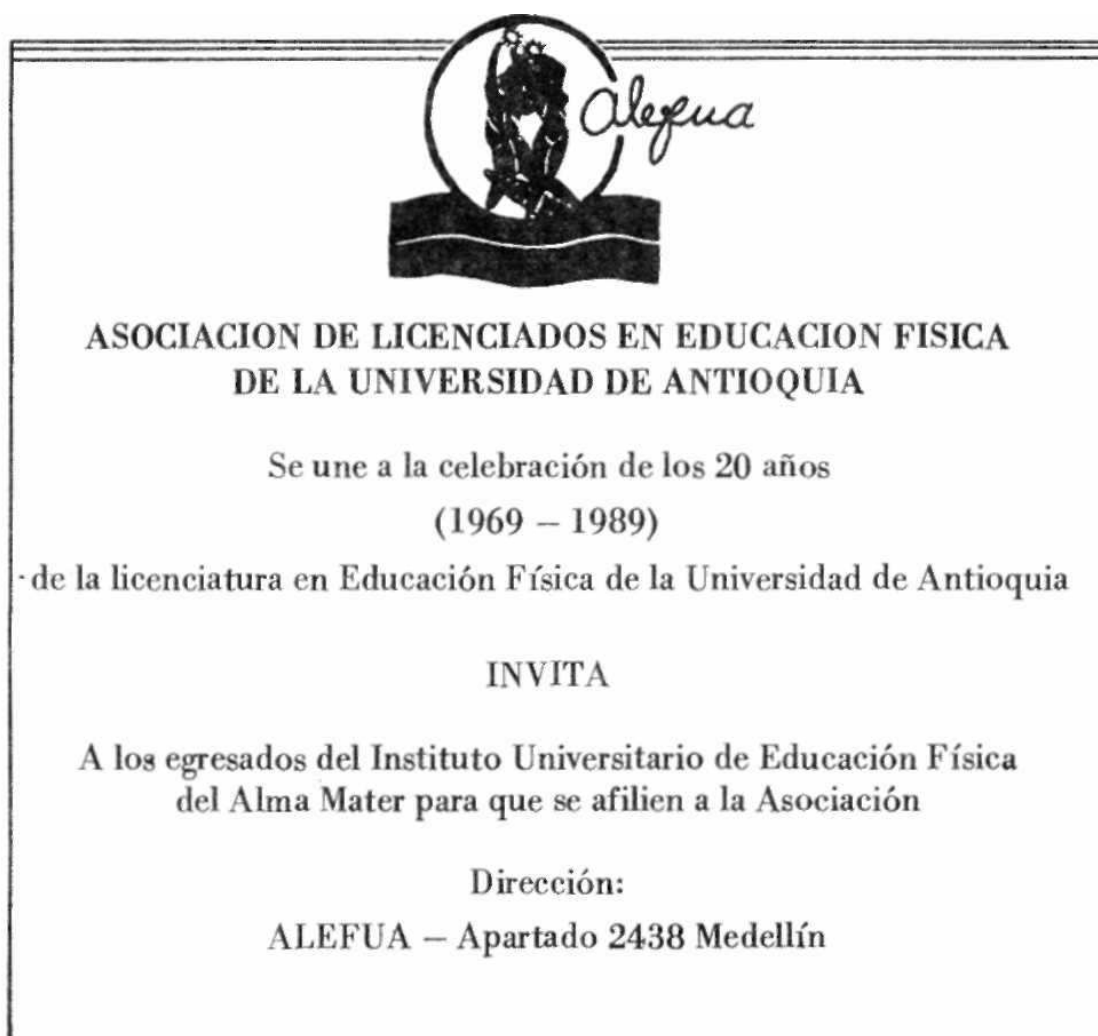 alefua
ASOCIACION DE LICENCIADOS EN EDUCACION FISICA
DE LA UNIVERSIDAD DE ANTIOQUIA
Se une a la celebración de los 20 años
(1969 – 1989)
de la licenciatura en Educación Física de la Universidad de Antioquia
INVITA
A los egresados del Instituto Universitario de Educación Física
del Alma Mater para que se afilien a la Asociación
Dirección:
ALEFUA – Apartado 2438 Medellín